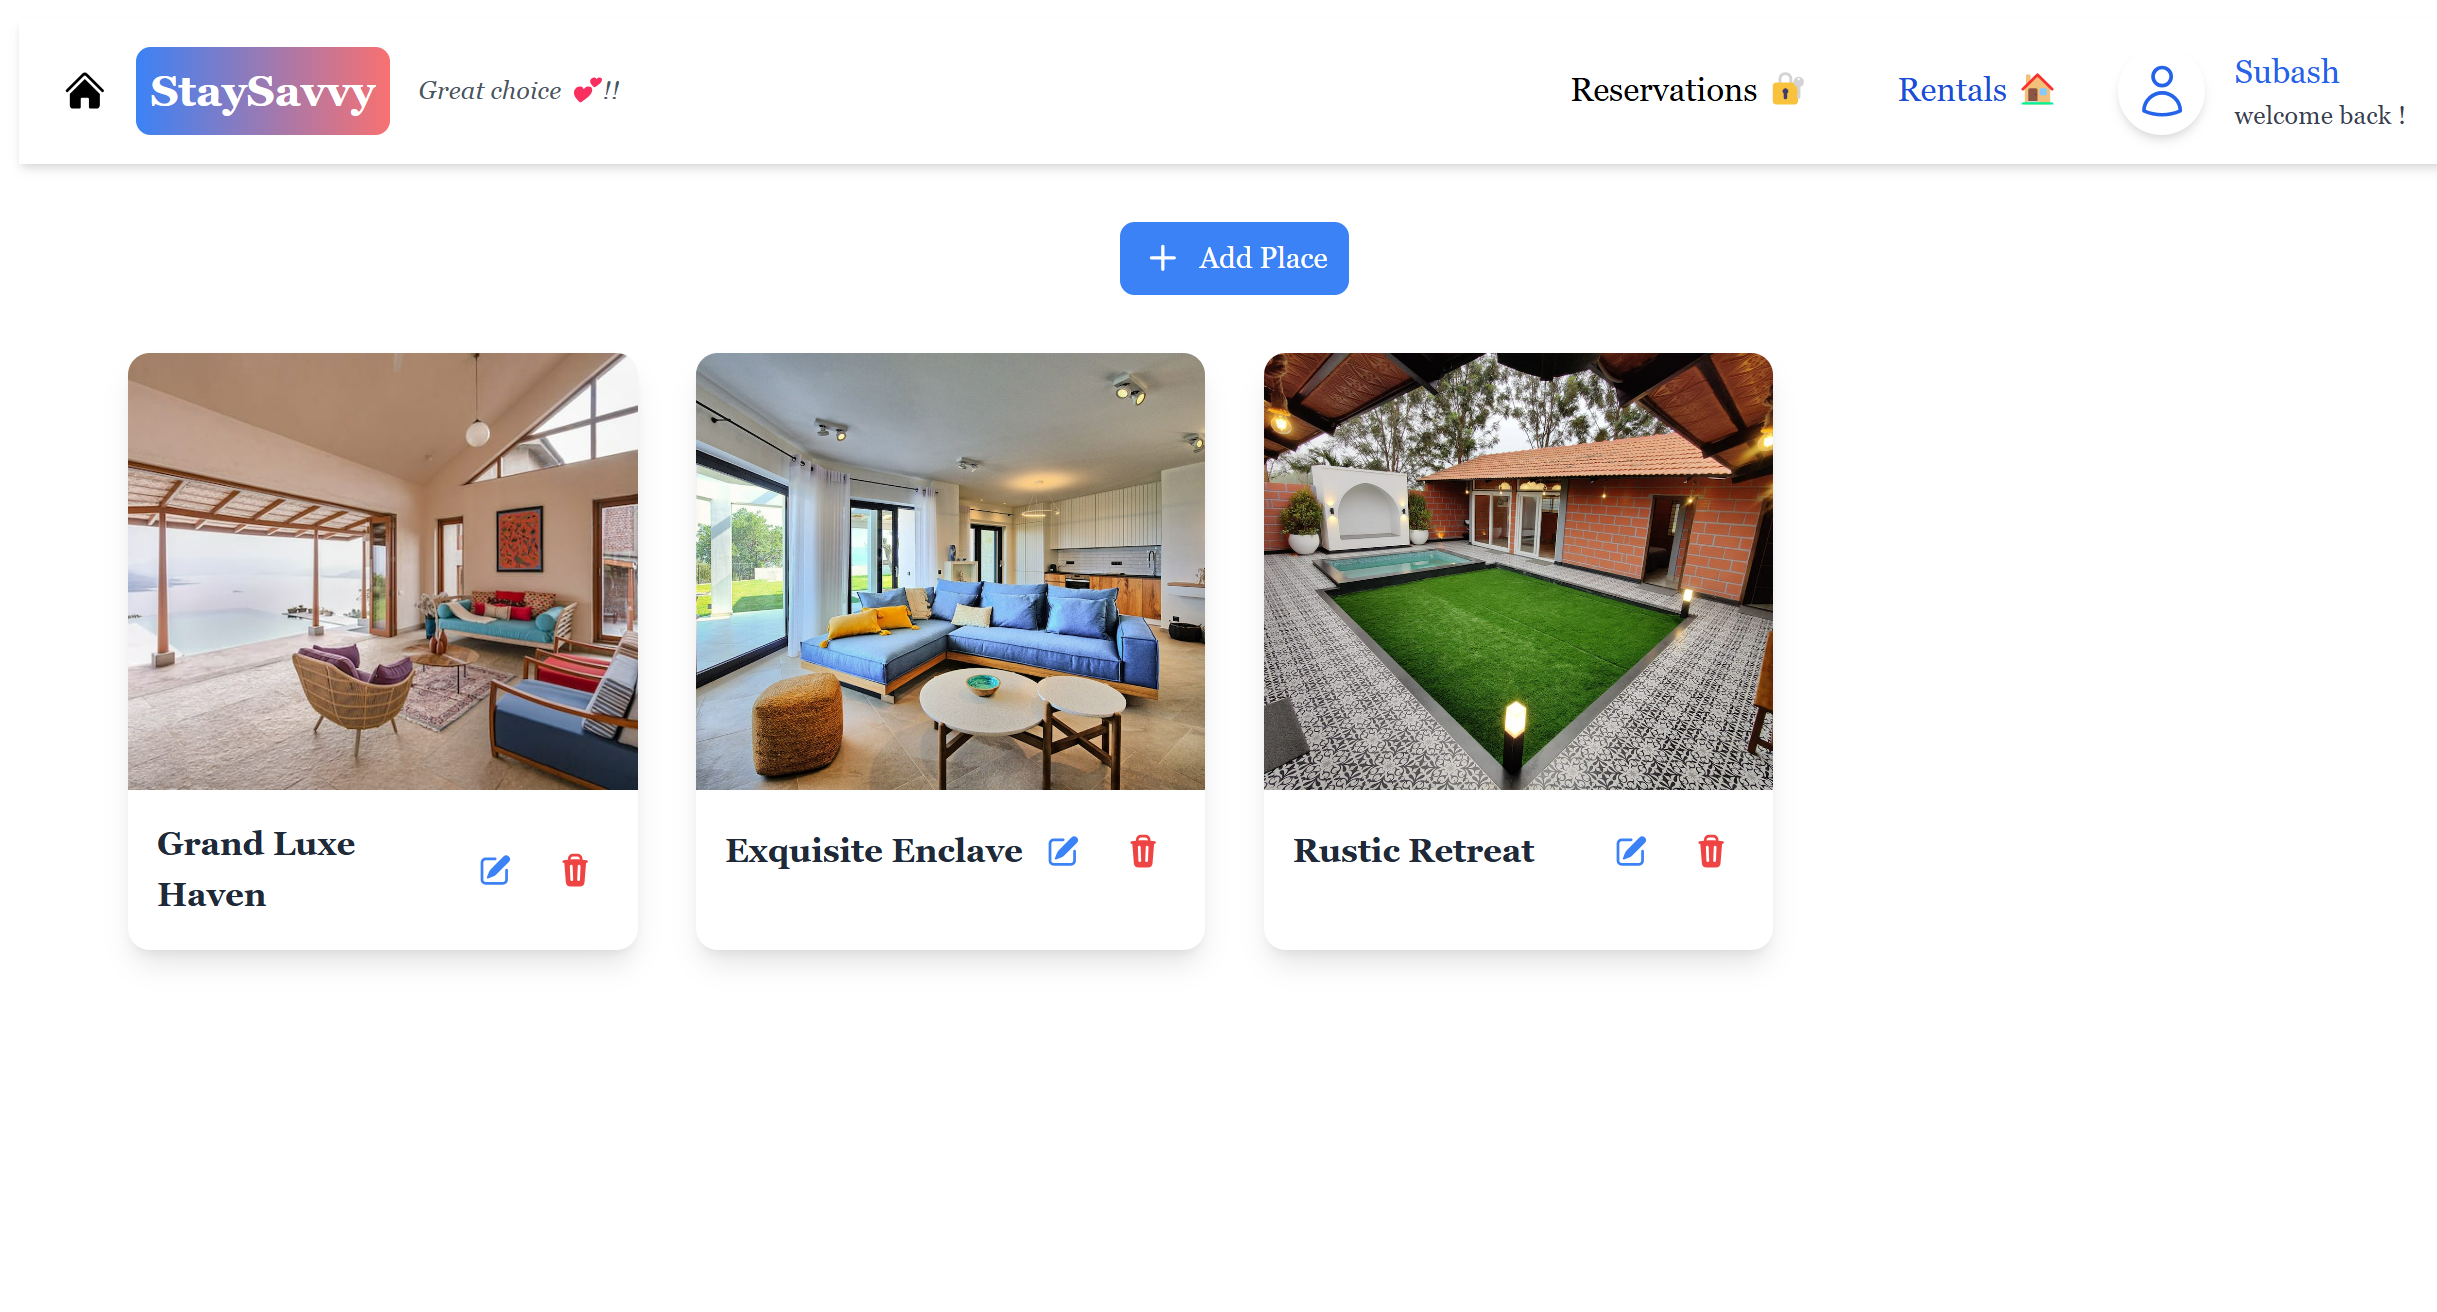 StaySavvy
Great choice 💕!!
Reservations 🔐
Rentals 🏠
Subash
welcome back !
Add Place
Grand Luxe
Haven
Exquisite Enclave
Rustic Retreat